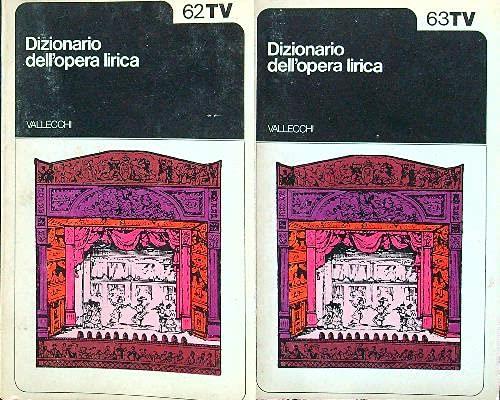 62TV
Dizionario
dell'opera lirica
VALLECCHI
63TV
Dizionario
dell'opera lirica
VALLECCHI